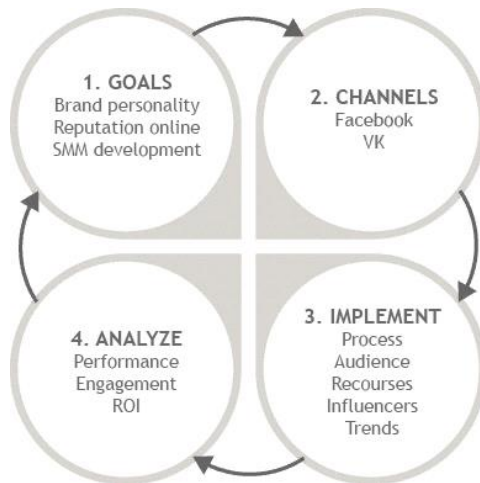 1. GOALS
Brand personality
Reputation online
SMM development
2. CHANNELS
Facebook
VK
3. IMPLEMENT
Process
Audience
Recourses
Influencers
Trends
4. ANALYZE
Performance
Engagement
ROI